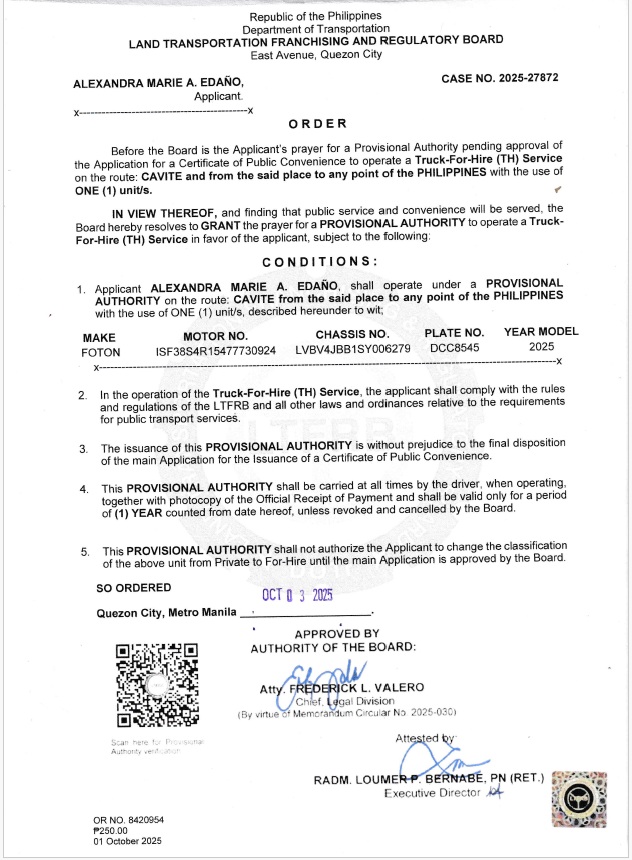 Republic of the Philippines
Department of Transportation
LAND TRANSPORTATION FRANCHISING AND REGULATORY BOARD
East Avenue, Quezon City
ALEXANDRA MARIE A. EDAÑO,
Applicant.
CASE NO. 2025-27872
x-----------------------------------------------x
ORDER
Before the Board is the Applicant's prayer for a Provisional Authority pending approval of
the Application for a Certificate of Public Convenience to operate a Truck-For-Hire (TH) Service
on the route: CAVITE and from the said place to any point of the PHILIPPINES with the use of
ONE (1) unit/s.
IN VIEW THEREOF, and finding that public service and convenience will be served, the
Board hereby resolves to GRANT the prayer for a PROVISIONAL AUTHORITY to operate a Truck-
For-Hire (TH) Service in favor of the applicant, subject to the following:
CONDITIONS:
1. Applicant ALEXANDRA MARIE A. EDAÑO, shall operate under a PROVISIONAL
AUTHORITY on the route: CAVITE from the said place to any point of the PHILIPPINES
with the use of ONE (1) unit/s, described hereunder to wit;
MAKE MOTOR NO. CHASSIS NO. PLATE NO. YEAR MODEL
FOTON ISF38S4R15477730924 LVBV4JBB1SY006279 DCC8545 2025
x-----------------------------------------------x
2. In the operation of the Truck-For-Hire (TH) Service, the applicant shall comply with the rules
and regulations of the LTFRB and all other laws and ordinances relative to the requirements
for public transport services.
3. The issuance of this PROVISIONAL AUTHORITY is without prejudice to the final disposition
of the main Application for the Issuance of a Certificate of Public Convenience.
4. This PROVISIONAL AUTHORITY shall be carried at all times by the driver, when operating,
together with photocopy of the Official Receipt of Payment and shall be valid only for a period
of (1) YEAR counted from date hereof, unless revoked and cancelled by the Board.
5. This PROVISIONAL AUTHORITY shall not authorize the Applicant to change the classification
of the above unit from Private to For-Hire until the main Application is approved by the Board.
SO ORDERED
OCT 03 2025
Quezon City, Metro Manila ____________________.
APPROVED BY
AUTHORITY OF THE BOARD:
Atty. FREDERICK L. VALERO
Chief, Legal Division
(By virtue of Memorandum Circular No. 2025-030)
Scan here for Provisional
Authority verification
Attested by:
RADM. LOUMER P. BERNABE, PN (RET.)
Executive Director
OR NO. 8420954
₱250.00
01 October 2025